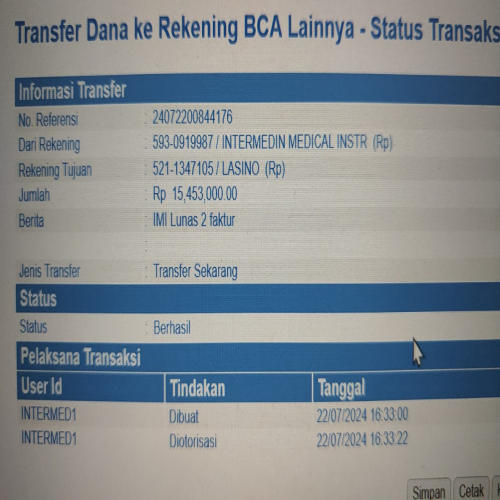 Transfer Dana ke Rekening BCA Lainnya - Status Transaks
Informasi Transfer
No. Referensi : 24072200844176
Dari Rekening : 593-0919987 / INTERMEDIN MEDICAL INSTR (Rp)
Rekening Tujuan : 521-1347105 / LASINO (Rp)
Jumlah : Rp 15,453,000.00
Berita : IMI Lunas 2 faktur
Jenis Transfer : Transfer Sekarang
Status
Status : Berhasil
Pelaksana Transaksi
User Id Tindakan Tanggal
INTERMED1 Dibuat 22/07/2024 16:33:00
INTERMED1 Diotorisasi 22/07/2024 16:33:22
Simpan Cetak